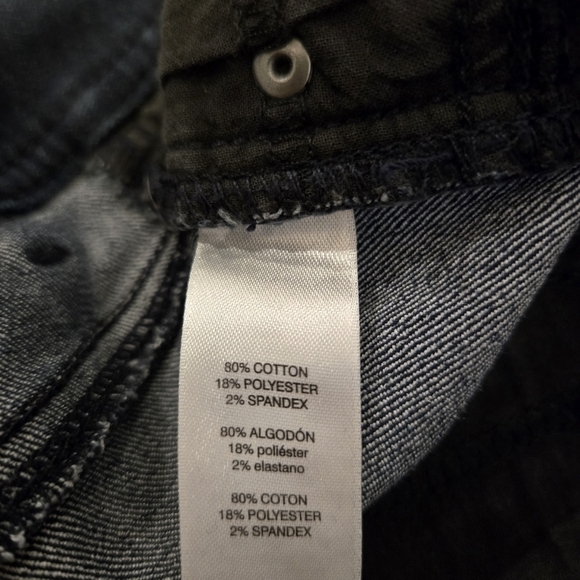 80% COTTON
18% POLYESTER
2% SPANDEX
80% ALGODÓN
18% poliéster
2% elastano
80% COTON
18% POLYESTER
2% SPANDEX